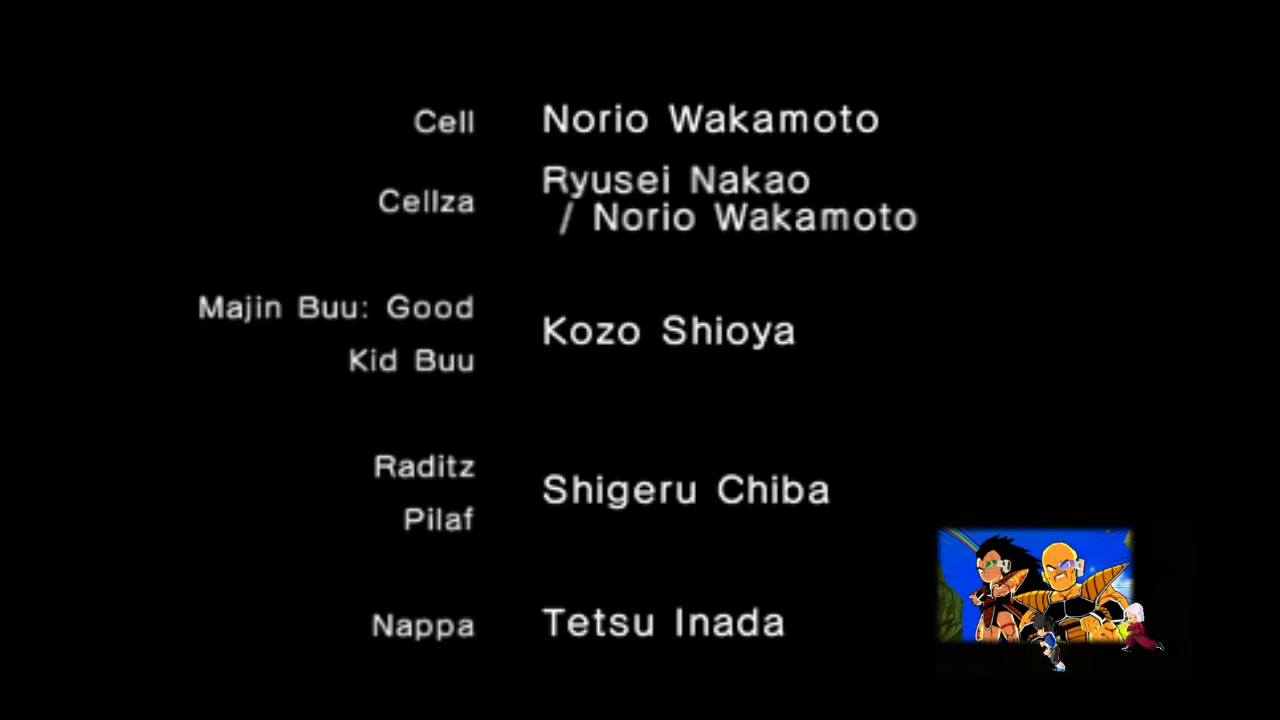 Cell Norio Wakamoto
Cellza Ryusei Nakao
/ Norio Wakamoto
Majin Buu: Good
Kozo Shioya
Kid Buu
Raditz
Shigeru Chiba
Pilaf
Nappa Tetsu Inada